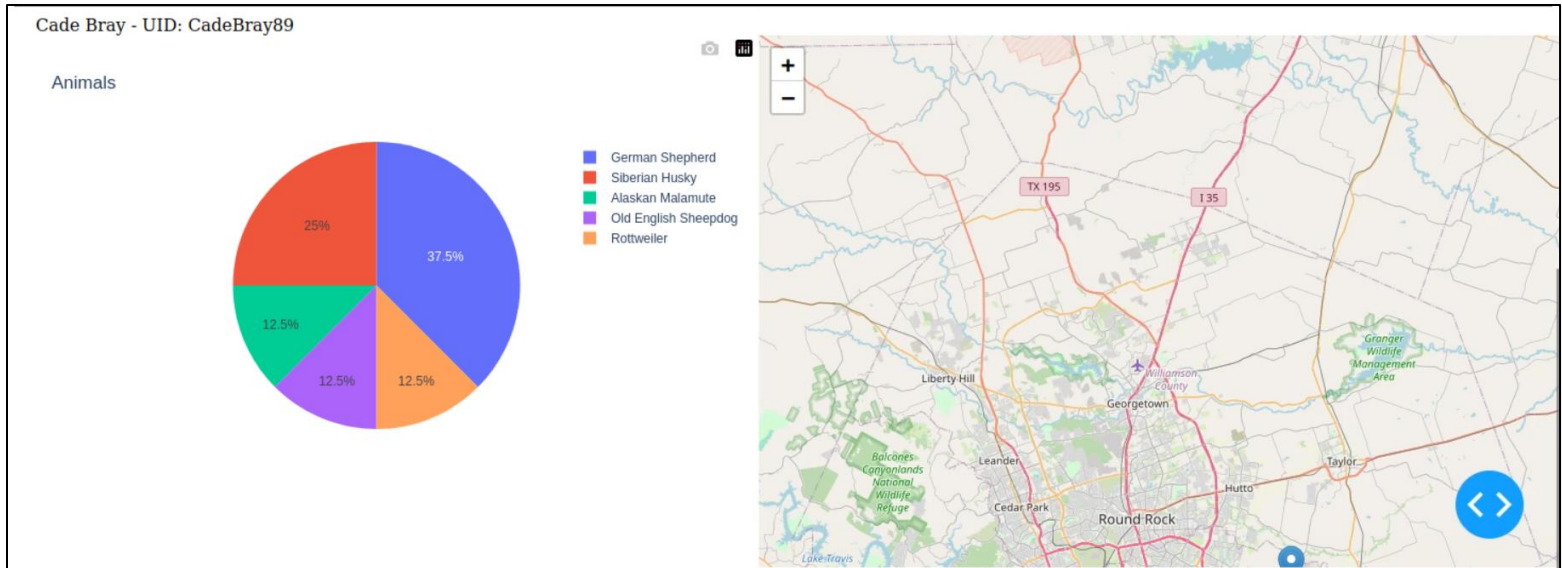 Cade Bray - UID: CadeBray89
Animals
German Shepherd
Siberian Husky
Alaskan Malamute
Old English Sheepdog
Rottweiler
25%
37.5%
12.5%
12.5%
12.5%
+
−
TX 195
I 35
Granger
Wildlife
Management
Area
Liberty Hill
Williamson
County
Georgetown
Balcones
Canyonlands
National
Wildlife
Refuge
Leander
Taylor
Hutto
Cedar Park
Round Rock
Lake Travis